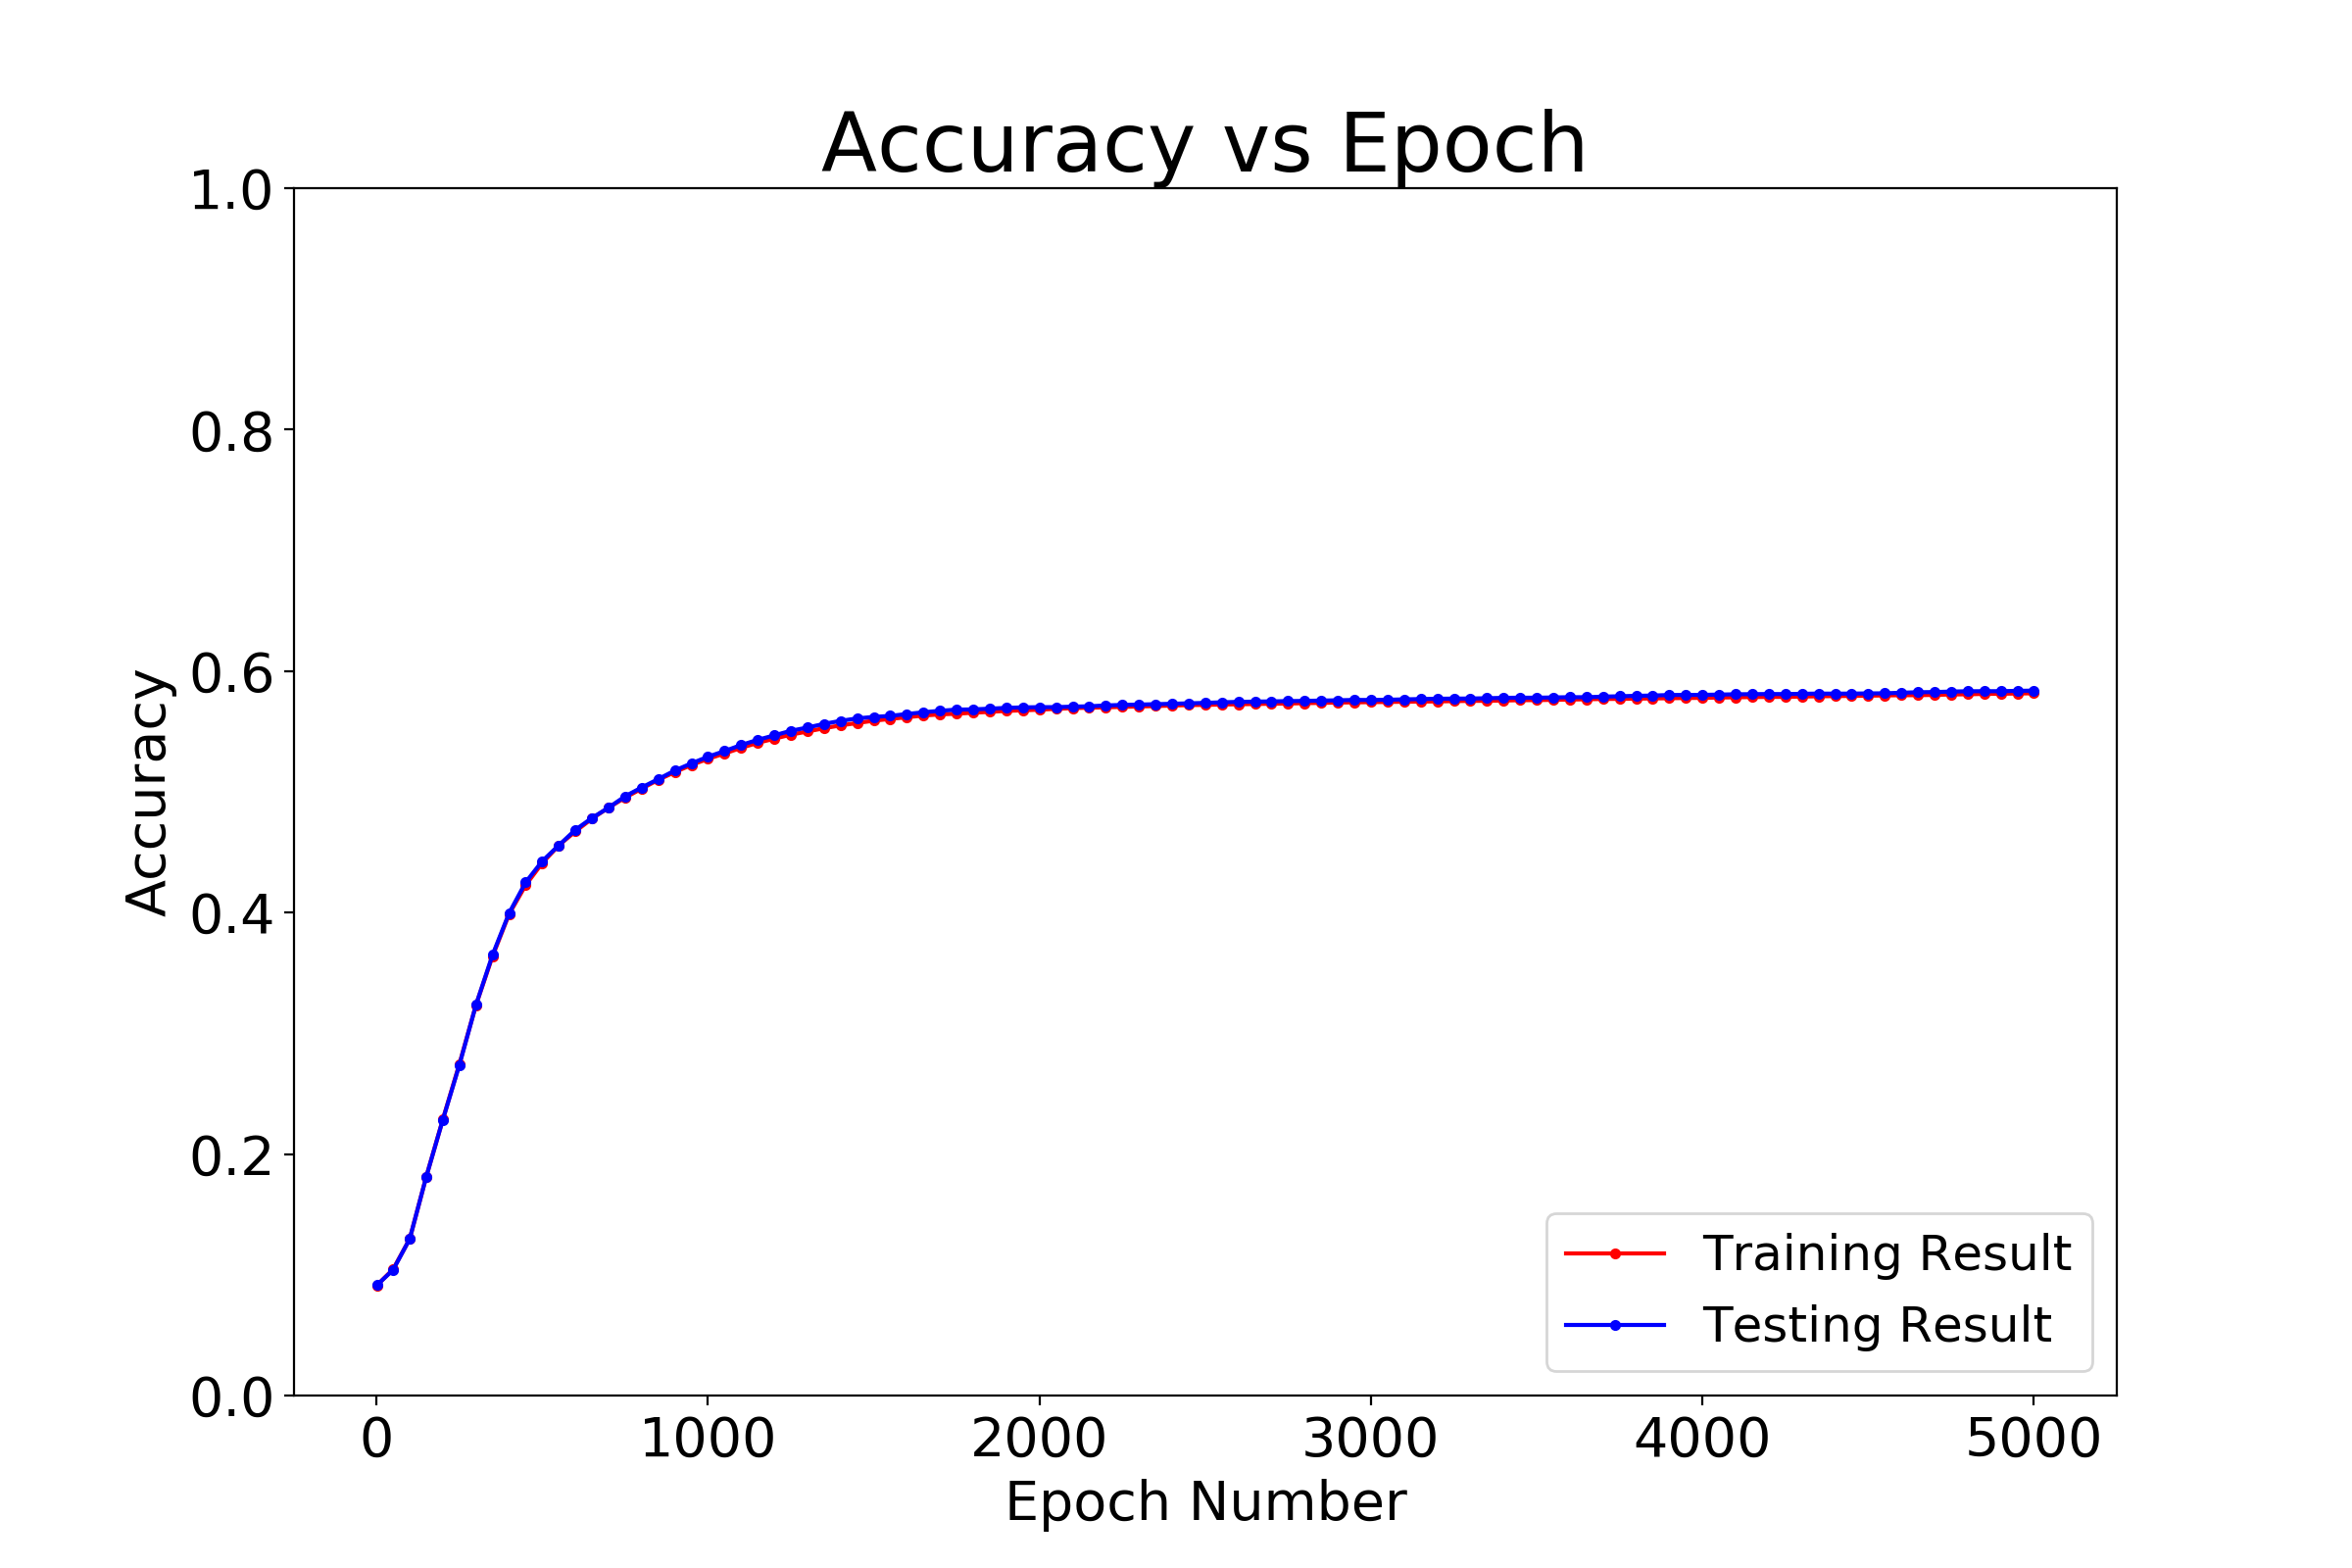 Accuracy vs Epoch
1.0
0.8
0.6
0.4
0.2
0.0
Accuracy
0 1000 2000 3000 4000 5000
Epoch Number
Training Result
Testing Result